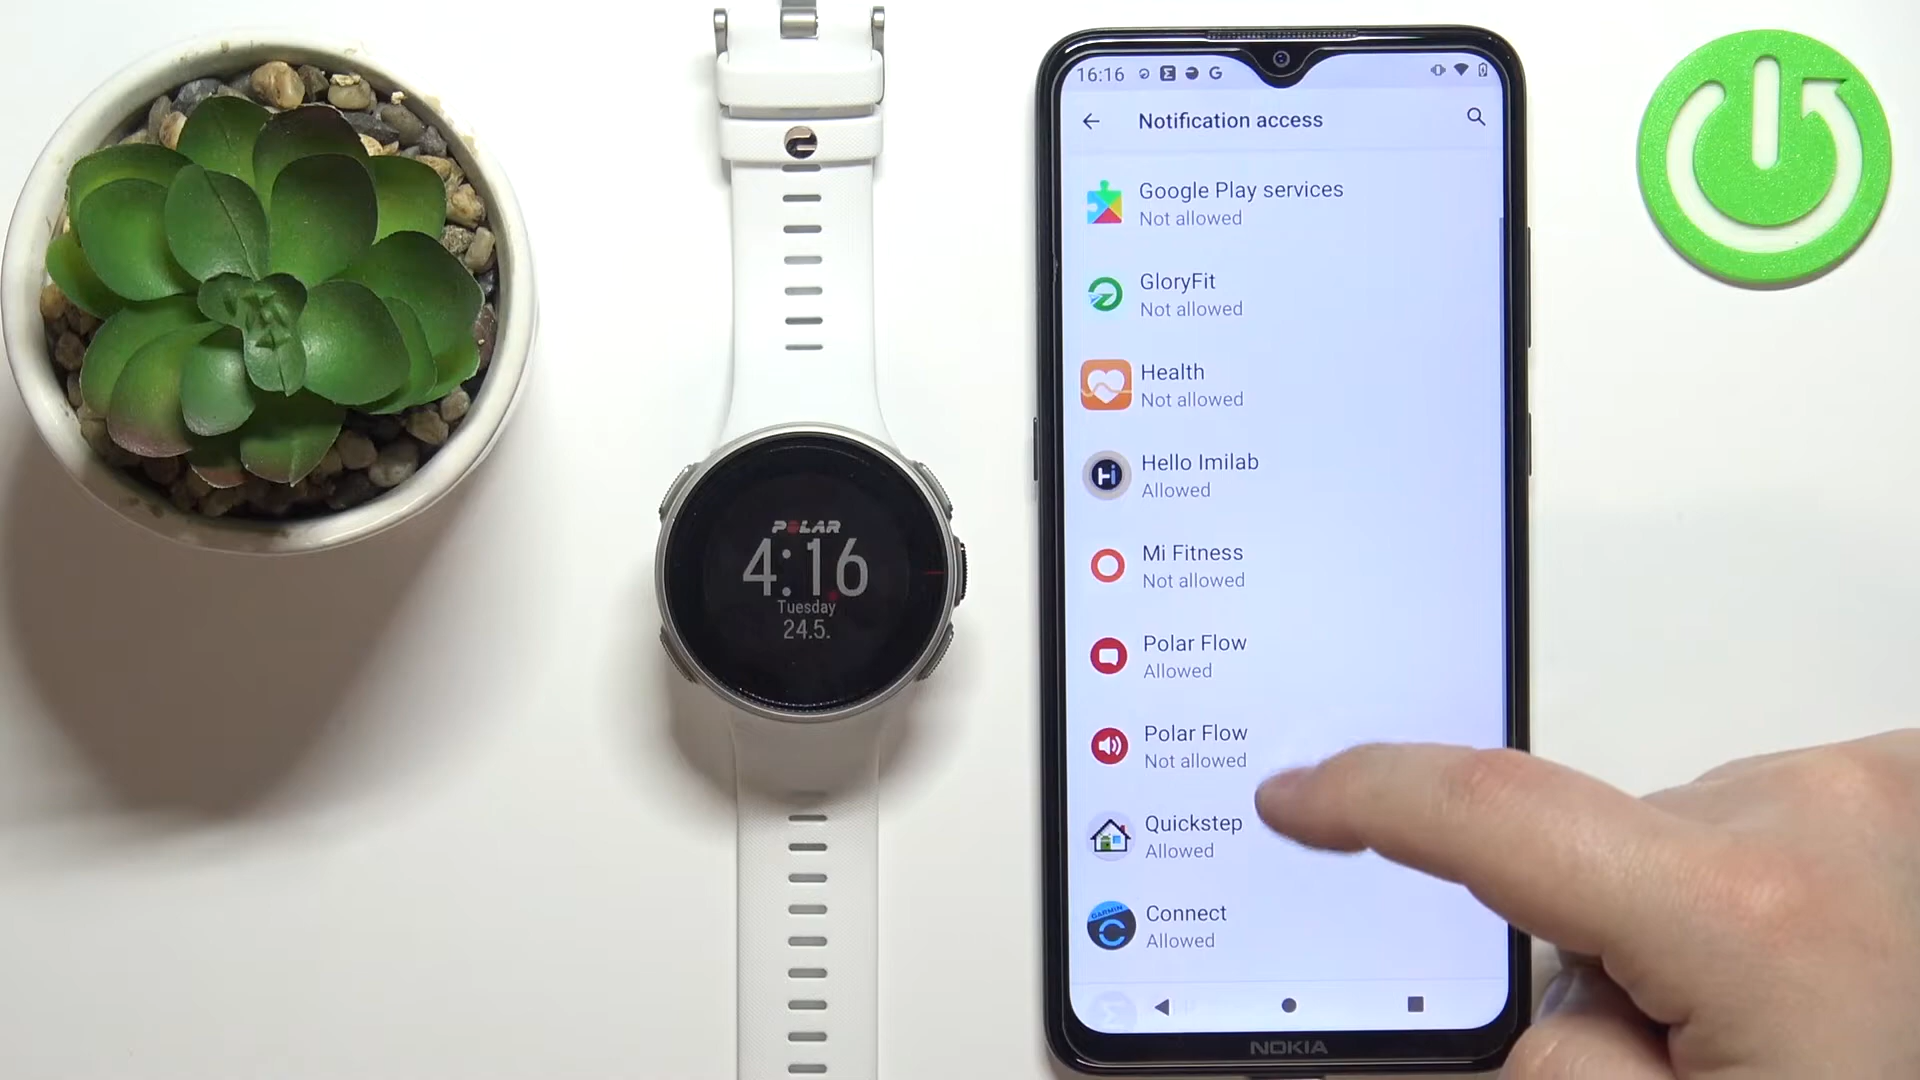 16:16
Notification access
Google Play services
Not allowed
GloryFit
Not allowed
Health
Not allowed
Hello Imilab
Allowed
Mi Fitness
Not allowed
Polar Flow
Allowed
Polar Flow
Not allowed
Quickstep
Allowed
GARMIN
Connect
Allowed
NOKIA
POLAR
4:16
Tuesday
24.5.